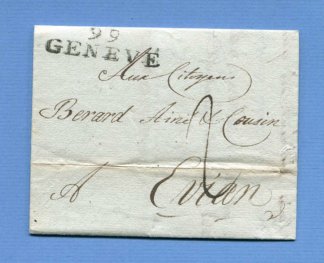 99
GENEVE
Aux Citoyens
Berard Ainé & Cousin
2
A Evian